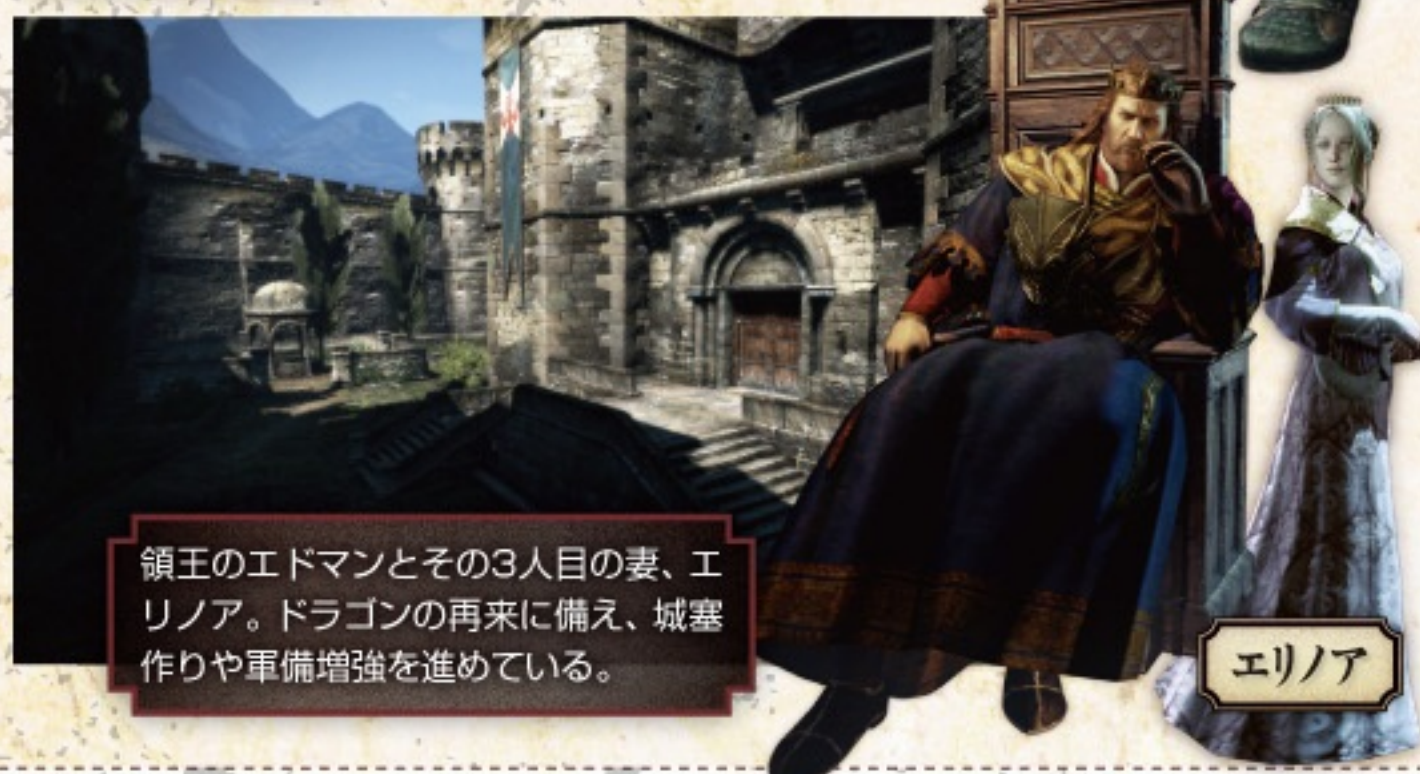 領王のエドマンとその3人目の妻、エ
リノア。ドラゴンの再来に備え、城塞
作りや軍備増強を進めている。
エリノア